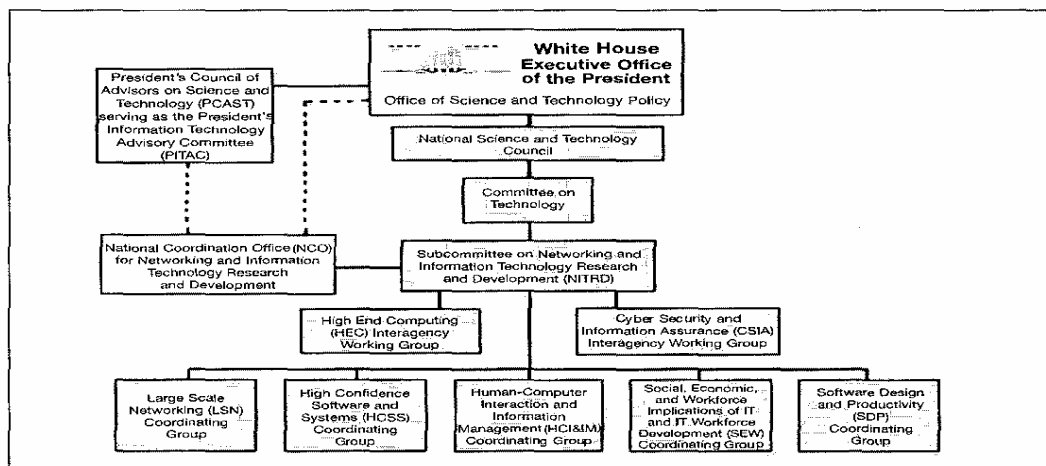 White House
Executive Office
of the President
Office of Science and Technology Policy
President's Council of
Advisors on Science and
Technology (PCAST)
serving as the President's
Information Technology
Advisory Committee
(PITAC)
National Science and Technology
Council
Committee on
Technology
National Coordination Office (NCO)
for Networking and Information
Technology Research
and Development
Subcommittee on Networking and
Information Technology Research
and Development (NITRD)
High End Computing
(HEC) Interagency
Working Group
Cyber Security and
Information Assurance (CSIA)
Interagency Working Group
Large Scale
Networking (LSN)
Coordinating
Group
High Confidence
Software and
Systems (HCSS)
Coordinating
Group
Human-Computer
Interaction and
Information
Management (HCI&IM)
Coordinating Group
Social, Economic,
and Workforce
Implications of IT
and IT Workforce
Development (SEW)
Coordinating Group
Software Design
and Productivity
(SDP)
Coordinating
Group